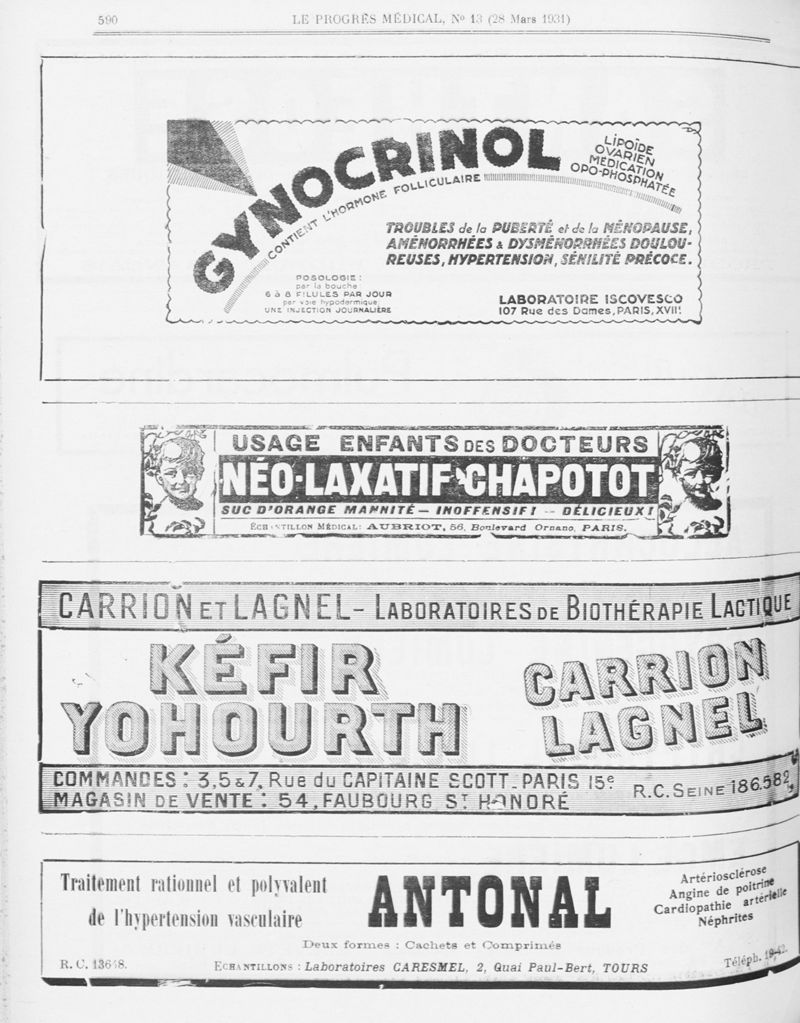 590
LE PROGRÈS MÉDICAL, No 13 (28 Mars 1931)
GYNOCRINOL
CONTIENT L'HORMONE FOLLICULAIRE
LIPOÏDE
OVARIEN
MÉDICATION
OPO-PHOSPHATÉE
TROUBLES de la PUBERTÉ et de la MÉNOPAUSE,
AMÉNORRHÉES & DYSMÉNORRHÉES DOULOU-
REUSES, HYPERTENSION, SÉNILITÉ PRÉCOCE.
POSOLOGIE:
par la bouche
6 à 8 PILULES PAR JOUR
par voie hypodermique
UNE INJECTION JOURNALIÈRE
LABORATOIRE ISCOVESCO
107 Rue des Dames, PARIS, XVIIe
USAGE ENFANTS DES DOCTEURS
NÉO-LAXATIF CHAPOTOT
SUC D'ORANGE MANNITÉ — INOFFENSIF! — DÉLICIEUX!
ÉCHANTILLON MÉDICAL: AUBRIOT, 56, Boulevard Ornano, PARIS.
CARRION ET LAGNEL - LABORATOIRES DE BIOTHÉRAPIE LACTIQUE
KÉFIR
YOHOURTH
CARRION
LAGNEL
COMMANDES: 3, 5 & 7, Rue du CAPITAINE SCOTT_PARIS 15e
MAGASIN DE VENTE: 54, FAUBOURG ST HONORÉ
R.C. SEINE 186.582
Traitement rationnel et polyvalent
de l'hypertension vasculaire
ANTONAL
Artériosclérose
Angine de poitrine
Cardiopathie artérielle
Néphrites
Deux formes : Cachets et Comprimés
R. C.
ECHANTILLONS : Laboratoires CARESMEL, 2, Quai Paul-Bert, TOURS
Téléph.